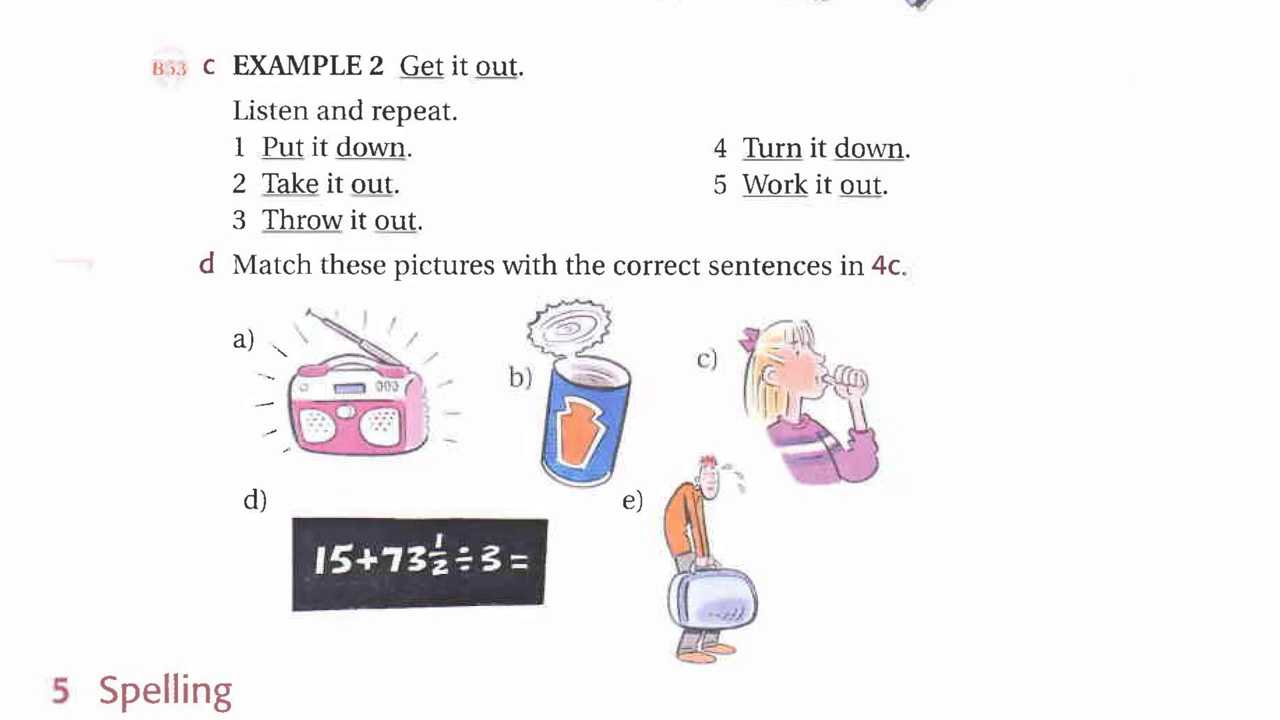 B53 c EXAMPLE 2 Get it out.
Listen and repeat.
1 Put it down.
2 Take it out.
3 Throw it out.
4 Turn it down.
5 Work it out.
d Match these pictures with the correct sentences in 4c.
a)
b)
c)
d)
15+73½÷3=
e)
5 Spelling